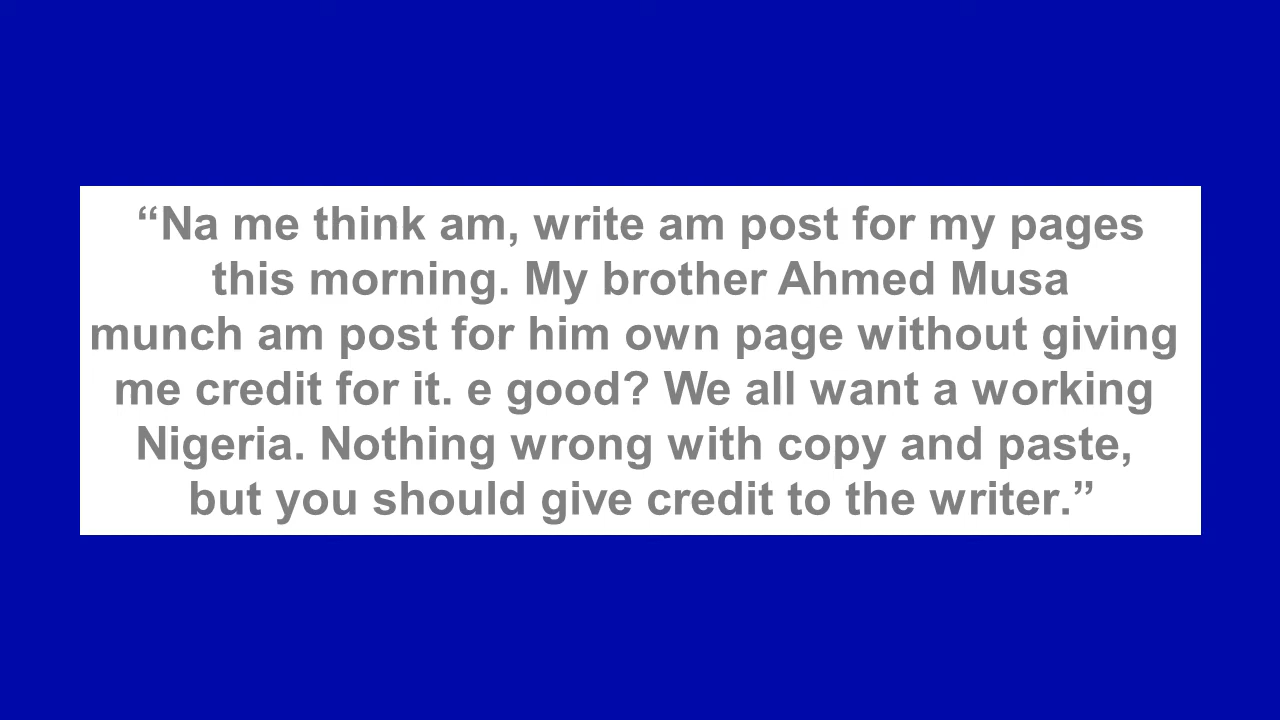 “Na me think am, write am post for my pages
this morning. My brother Ahmed Musa
munch am post for him own page without giving
me credit for it. e good? We all want a working
Nigeria. Nothing wrong with copy and paste,
but you should give credit to the writer.”